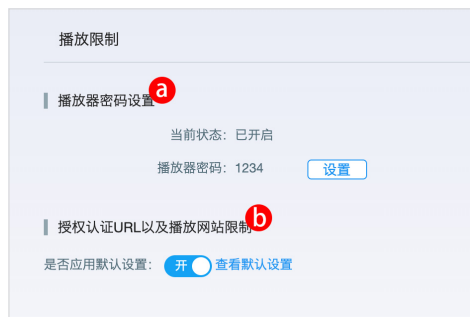 播放限制
播放器密码设置 a
当前状态：已开启
播放器密码：1234 设置
授权认证URL以及播放网站限制 b
是否应用默认设置： 开 查看默认设置